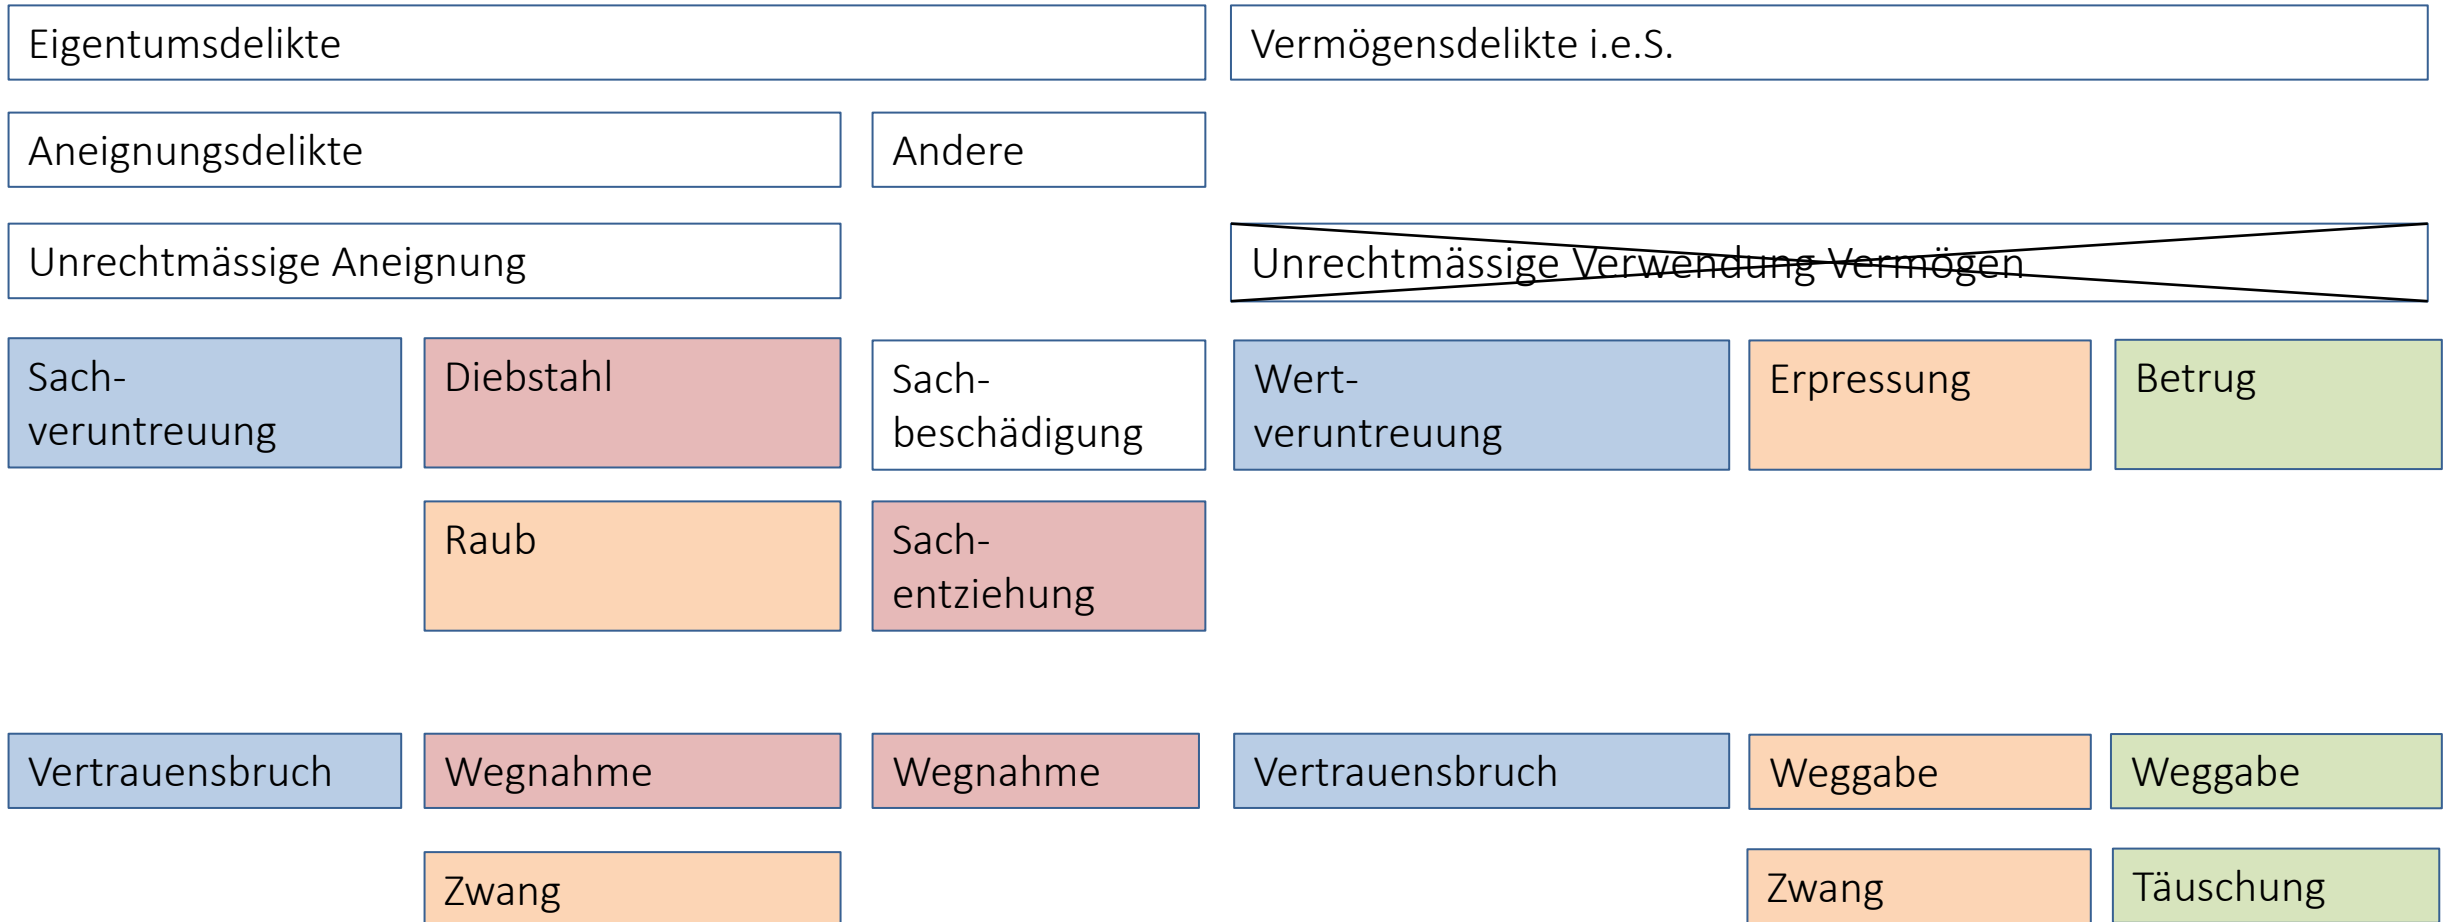 Eigentumsdelikte
Vermögensdelikte i.e.S.
Aneignungsdelikte
Andere
Unrechtmässige Aneignung
Unrechtmässige Verwendung Vermögen
Sach-
veruntreuung
Diebstahl
Sach-
beschädigung
Wert-
veruntreuung
Erpressung
Betrug
Raub
Sach-
entziehung
Vertrauensbruch
Wegnahme
Wegnahme
Vertrauensbruch
Weggabe
Weggabe
Zwang
Zwang
Täuschung